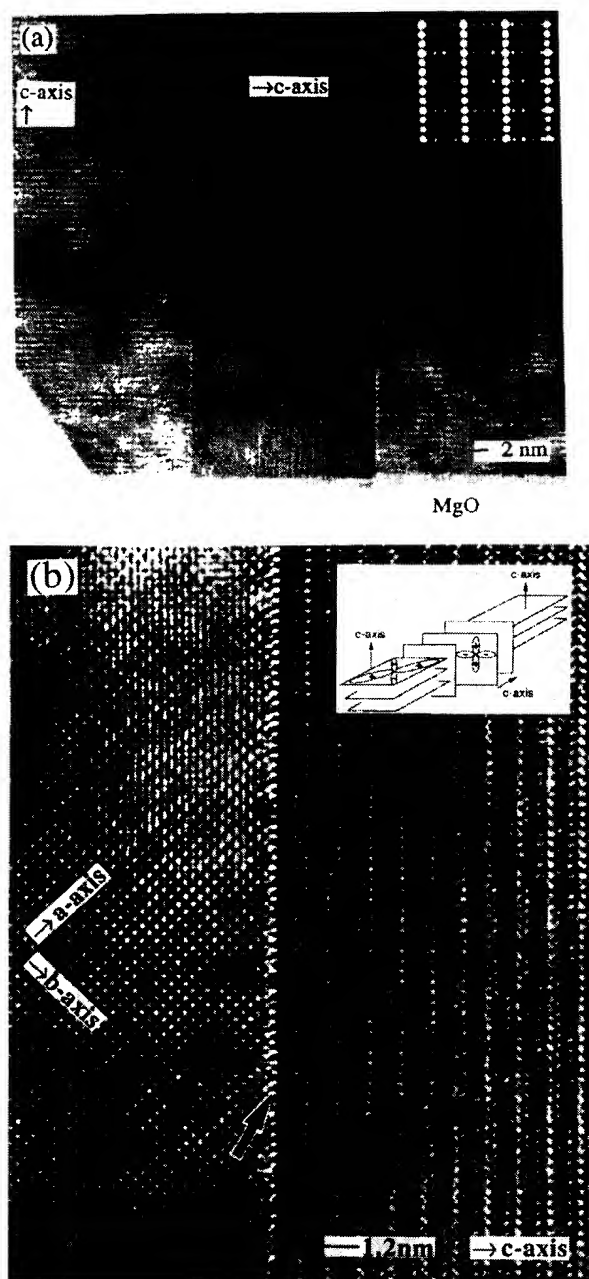 (a)
c-axis
↑
→c-axis
2 nm
MgO
(b)
c-axis
c-axis
c-axis
→a-axis
→b-axis
1.2nm
→c-axis